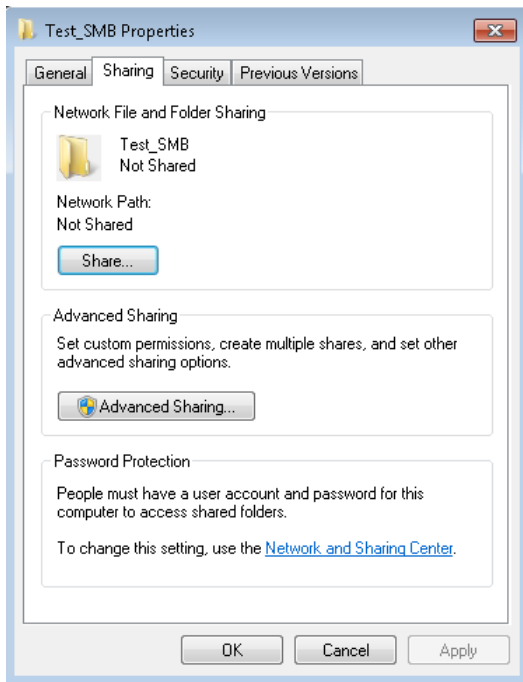 Test_SMB Properties
General Sharing Security Previous Versions
Network File and Folder Sharing
Test_SMB
Not Shared
Network Path:
Not Shared
Share...
Advanced Sharing
Set custom permissions, create multiple shares, and set other
advanced sharing options.
Advanced Sharing...
Password Protection
People must have a user account and password for this
computer to access shared folders.
To change this setting, use the Network and Sharing Center.
OK Cancel Apply